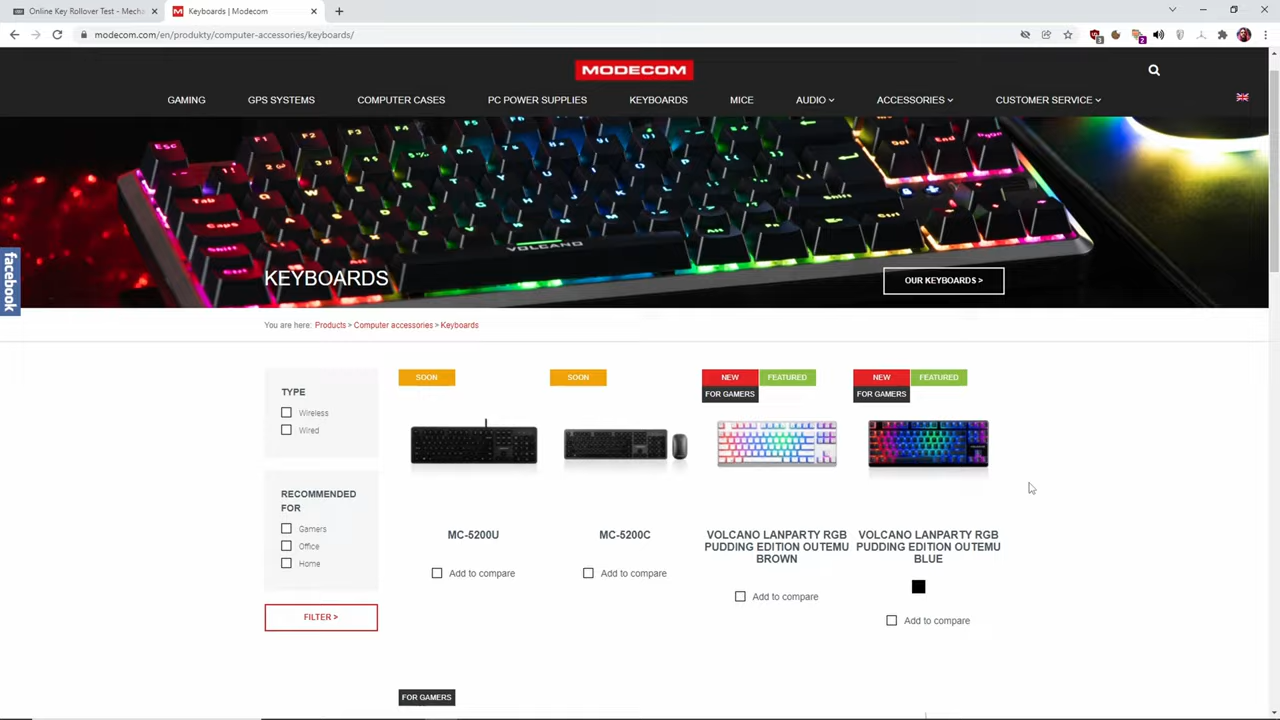 Online Key Rollover Test - Mecha
Keyboards | Modecom
modecom.com/en/produkty/computer-accessories/keyboards/
MODECOM
GAMING
GPS SYSTEMS
COMPUTER CASES
PC POWER SUPPLIES
KEYBOARDS
MICE
AUDIO
ACCESSORIES
CUSTOMER SERVICE
VOLCANO
facebook
KEYBOARDS
OUR KEYBOARDS >
You are here: Products > Computer accessories > Keyboards
TYPE
Wireless
Wired
RECOMMENDED
FOR
Gamers
Office
Home
FILTER >
SOON
MC-5200U
Add to compare
SOON
MC-5200C
Add to compare
NEW FEATURED
FOR GAMERS
VOLCANO LANPARTY RGB
PUDDING EDITION OUTEMU
BROWN
Add to compare
NEW FEATURED
FOR GAMERS
VOLCANO LANPARTY RGB
PUDDING EDITION OUTEMU
BLUE
Add to compare
FOR GAMERS